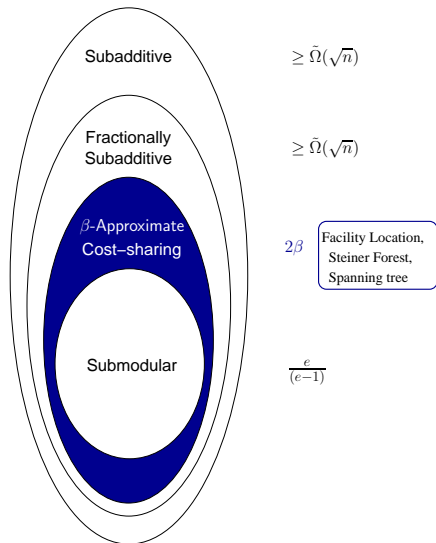 Subadditive
≥ Ω̃(√n)
Fractionally
Subadditive
≥ Ω̃(√n)
β-Approximate
Cost−sharing
2β
Facility Location,
Steiner Forest,
Spanning tree
Submodular
e/(e−1)